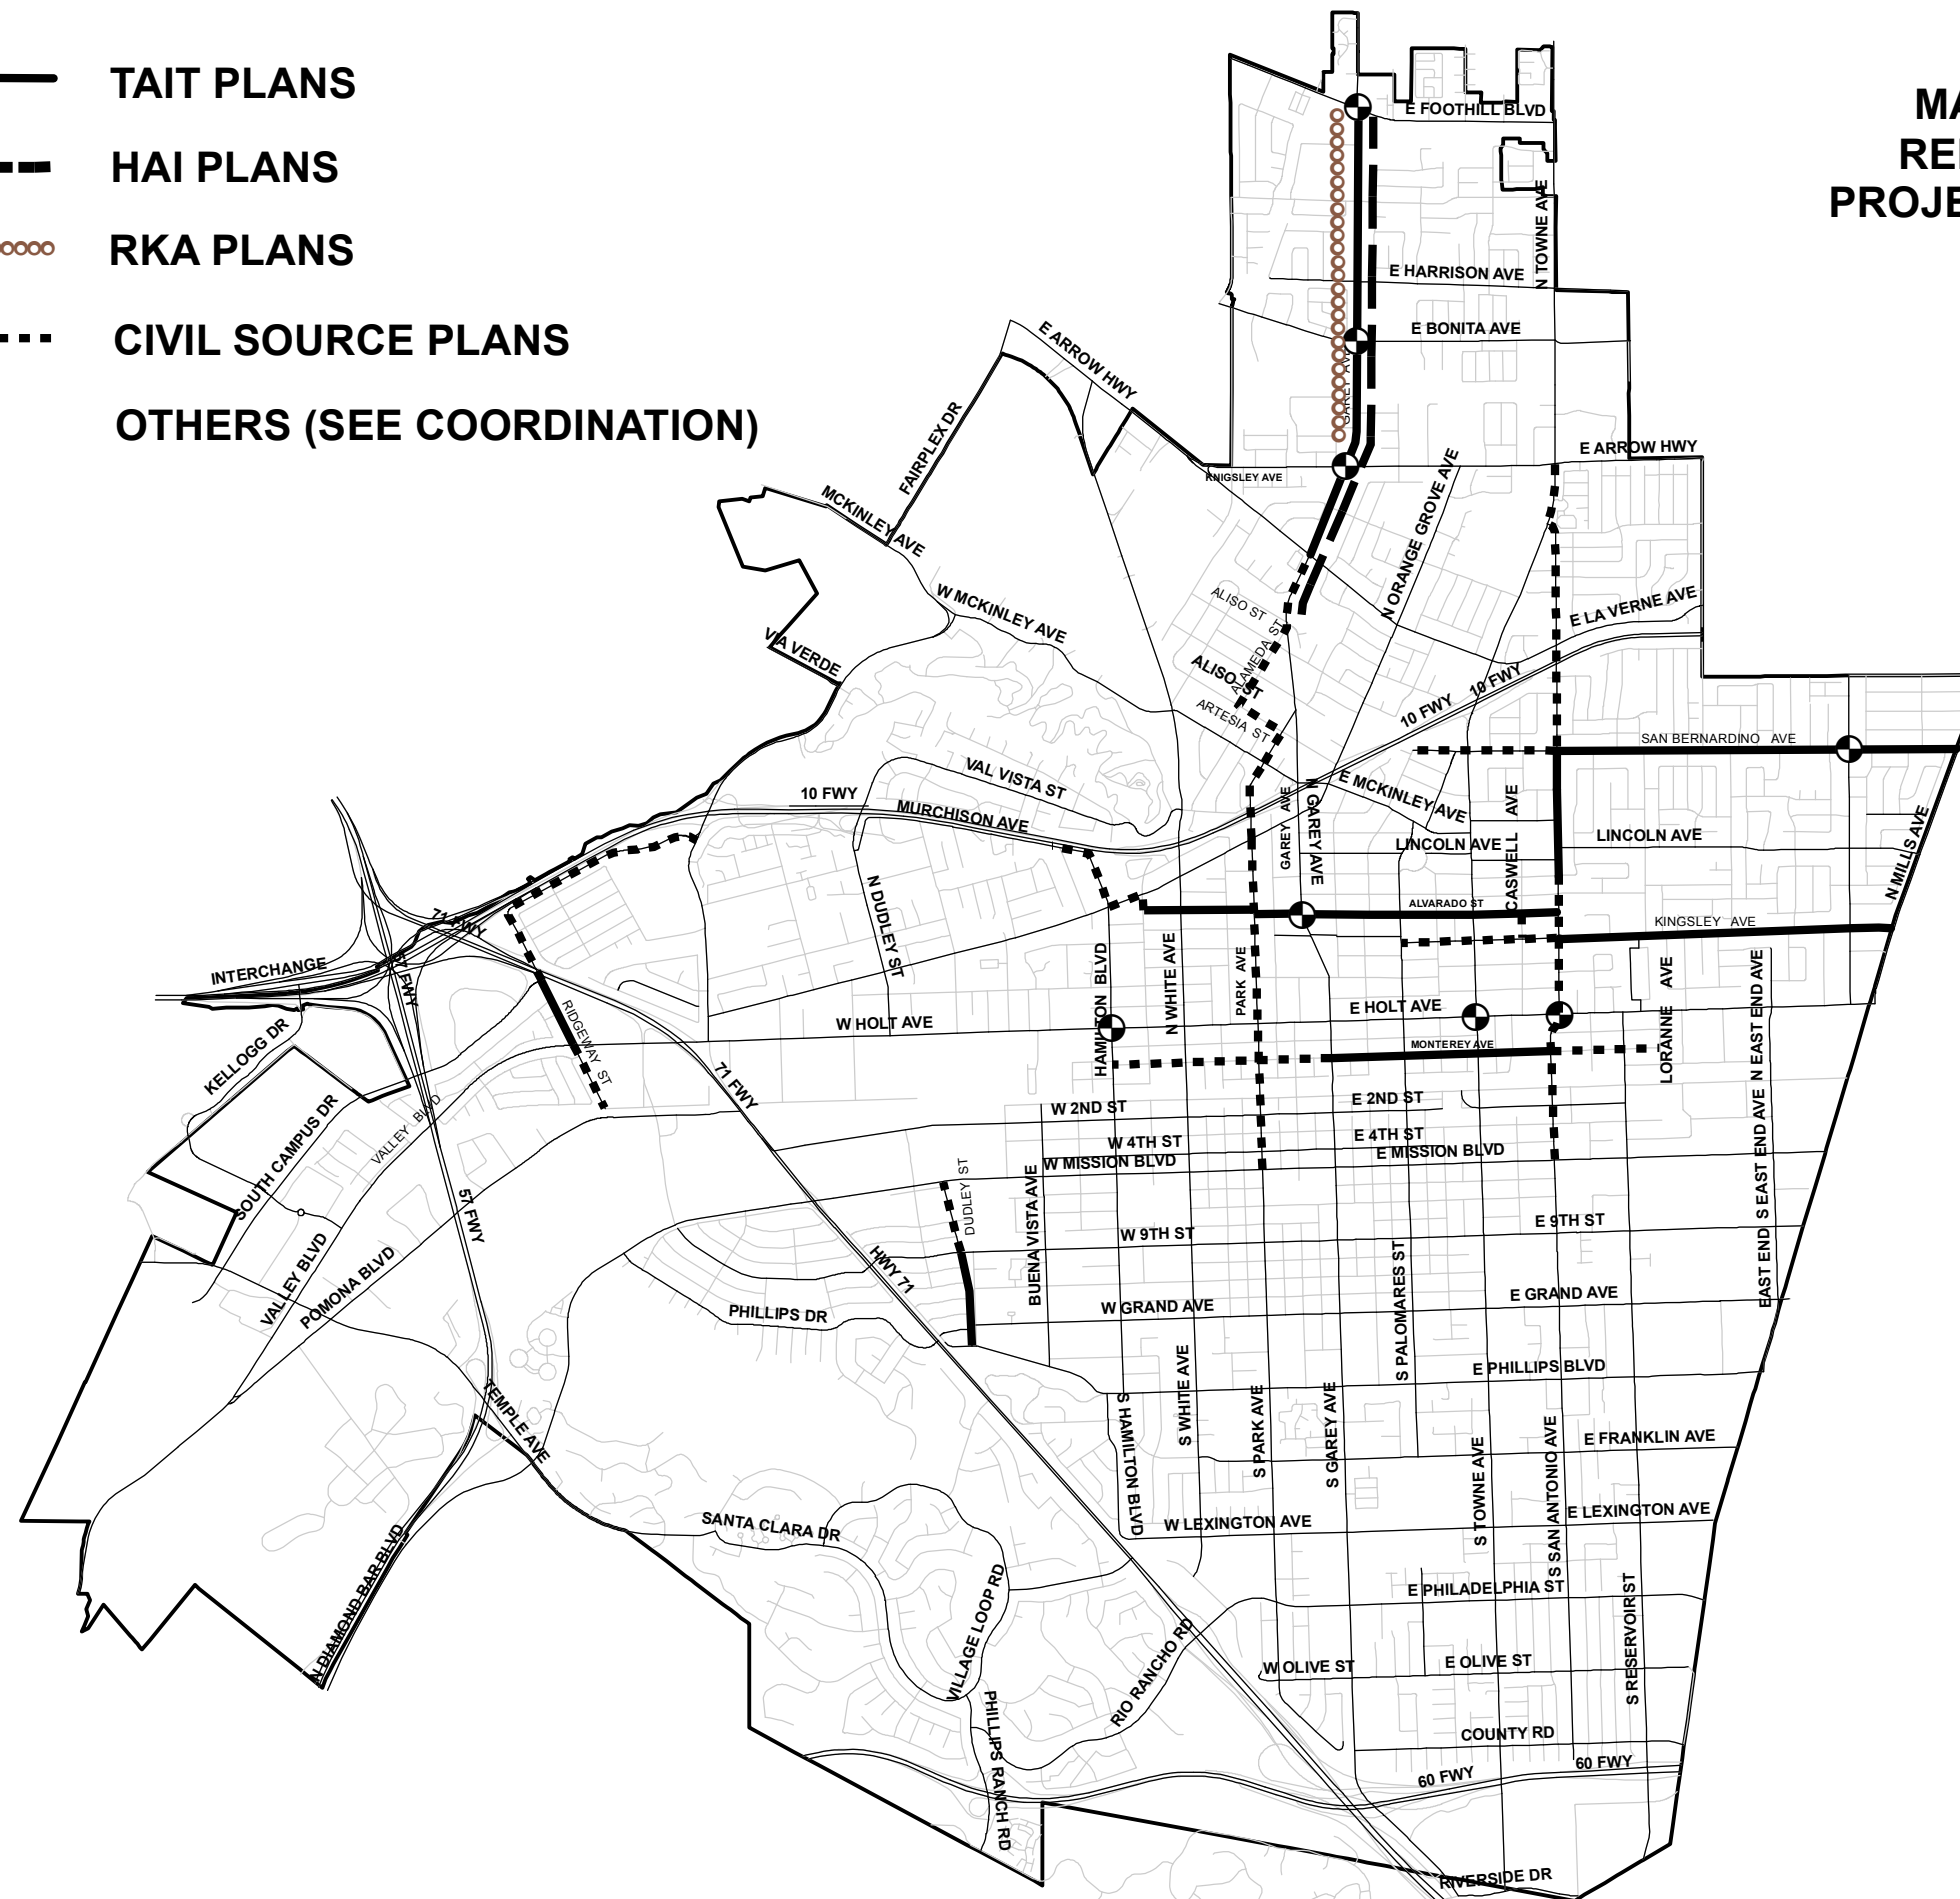 TAIT PLANS
HAI PLANS
RKA PLANS
CIVIL SOURCE PLANS
OTHERS (SEE COORDINATION)
E FOOTHILL BLVD
N TOWNE AVE
E HARRISON AVE
E BONITA AVE
GAREY AVE
E ARROW HWY
E ARROW HWY
FAIRPLEX DR
KNIGSLEY AVE
N ORANGE GROVE AVE
MCKINLEY AVE
W MCKINLEY AVE
VIA VERDE
ALISO ST
ALAMEDA ST
ALISO ST
ARTESIA ST
E LA VERNE AVE
10 FWY
10 FWY
SAN BERNARDINO AVE
VAL VISTA ST
10 FWY
MURCHISON AVE
GAREY AVE
N GAREY AVE
E MCKINLEY AVE
LINCOLN AVE
CASWELL AVE
LINCOLN AVE
N MILLS AVE
N DUDLEY ST
ALVARADO ST
KINGSLEY AVE
71 FWY
57 FWY
INTERCHANGE
KELLOGG DR
RIDGEWAY ST
W HOLT AVE
HAMILTON BLVD
N WHITE AVE
PARK AVE
E HOLT AVE
MONTEREY AVE
LORANNE AVE
N EAST END AVE
71 FWY
SOUTH CAMPUS DR
VALLEY BLVD
W 2ND ST
E 2ND ST
W 4TH ST
E 4TH ST
W MISSION BLVD
E MISSION BLVD
57 FWY
DUDLEY ST
BUENA VISTA AVE
W 9TH ST
E 9TH ST
EAST END S EAST END AVE
VALLEY BLVD
POMONA BLVD
HWY 71
PHILLIPS DR
W GRAND AVE
E GRAND AVE
S PALOMARES ST
E PHILLIPS BLVD
TEMPLE AVE
S HAMILTON BLVD
S WHITE AVE
S PARK AVE
S GAREY AVE
S TOWNE AVE
S SAN ANTONIO AVE
E FRANKLIN AVE
SANTA CLARA DR
W LEXINGTON AVE
E LEXINGTON AVE
N DIAMOND BAR BLVD
VILLAGE LOOP RD
E PHILADELPHIA ST
S RESERVOIR ST
RIO RANCHO RD
W OLIVE ST
E OLIVE ST
PHILLIPS RANCH RD
COUNTY RD
60 FWY
60 FWY
RIVERSIDE DR